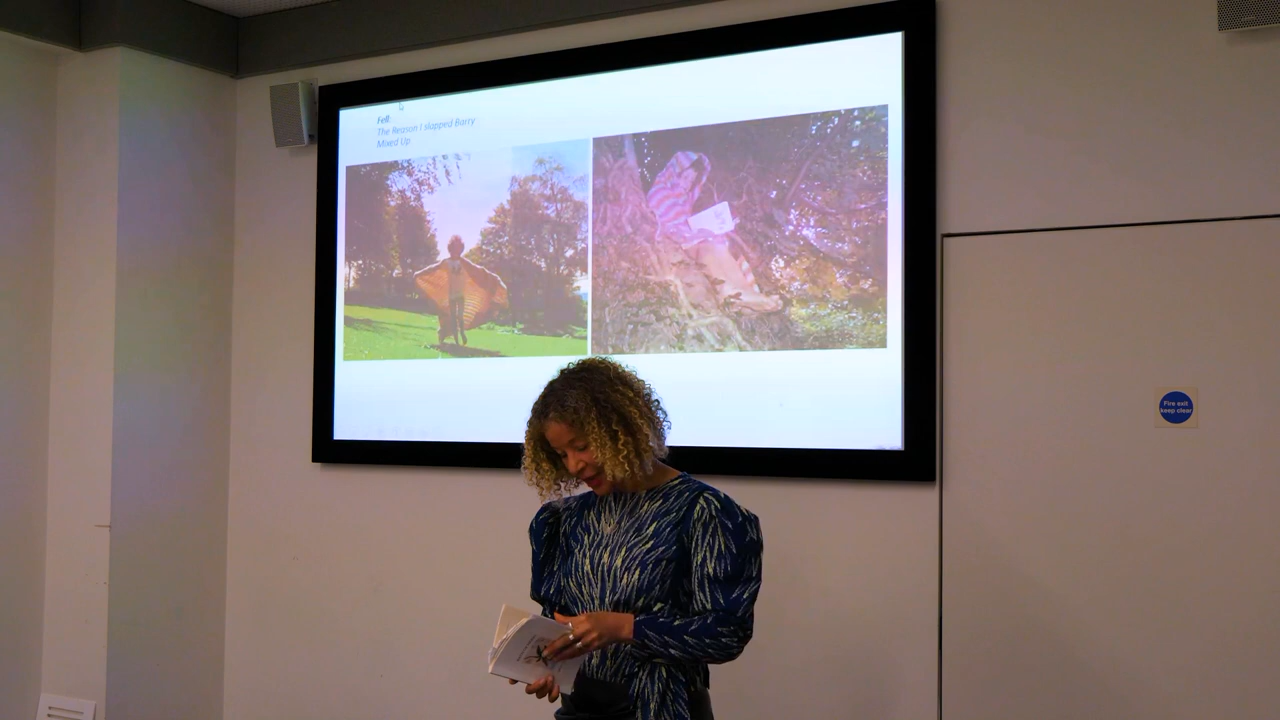 Fell:
The Reason I slapped Barry
Mixed Up
Fire exit
keep clear